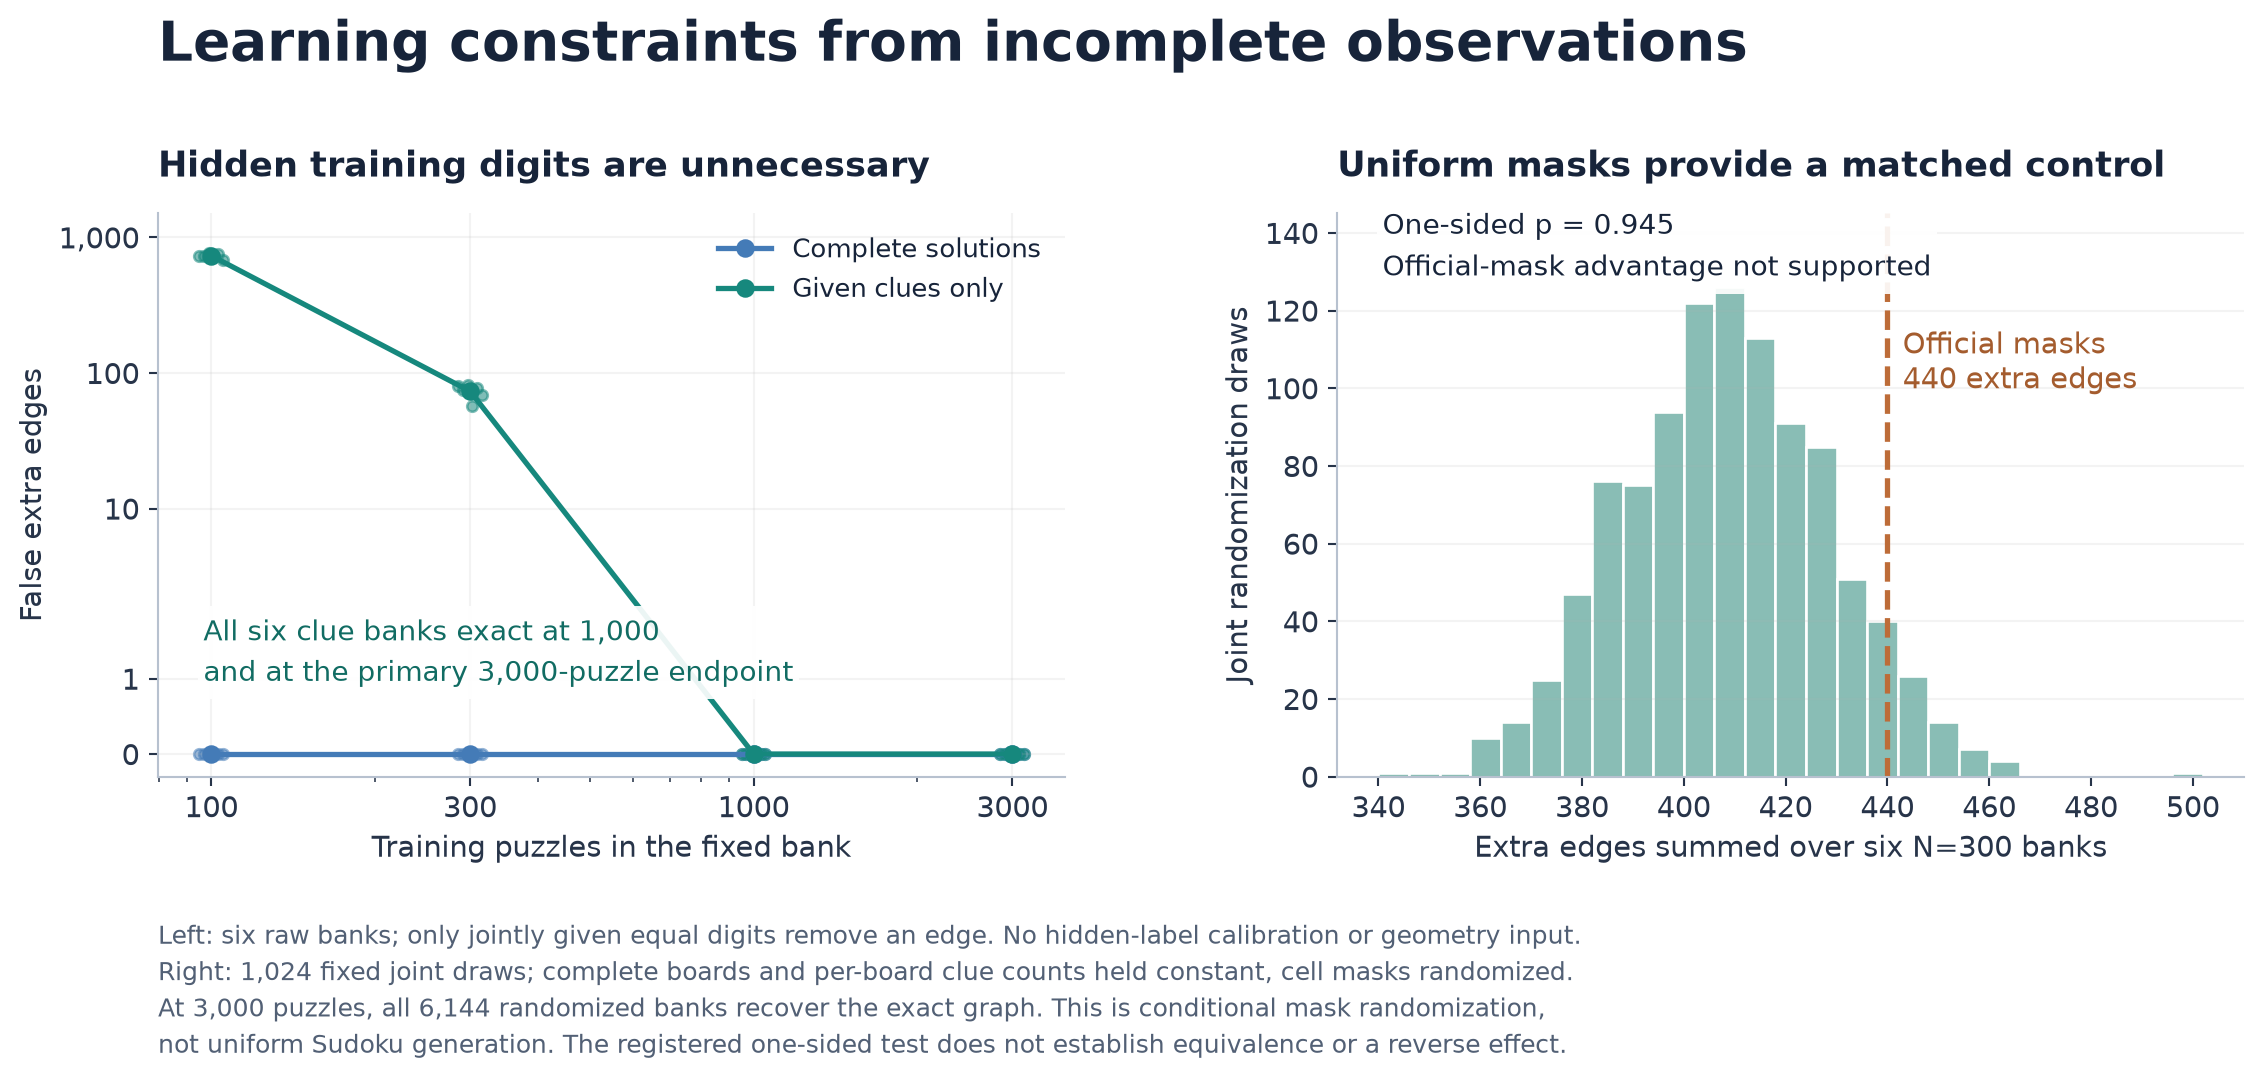 Learning constraints from incomplete observations
Hidden training digits are unnecessary
1,000
100
10
1
0
False extra edges
Complete solutions
Given clues only
All six clue banks exact at 1,000
and at the primary 3,000-puzzle endpoint
100
300
1000
3000
Training puzzles in the fixed bank
Uniform masks provide a matched control
140
120
100
80
60
40
20
0
Joint randomization draws
One-sided p = 0.945
Official-mask advantage not supported
Official masks
440 extra edges
340
360
380
400
420
440
460
480
500
Extra edges summed over six N=300 banks
Left: six raw banks; only jointly given equal digits remove an edge. No hidden-label calibration or geometry input.
Right: 1,024 fixed joint draws; complete boards and per-board clue counts held constant, cell masks randomized.
At 3,000 puzzles, all 6,144 randomized banks recover the exact graph. This is conditional mask randomization,
not uniform Sudoku generation. The registered one-sided test does not establish equivalence or a reverse effect.